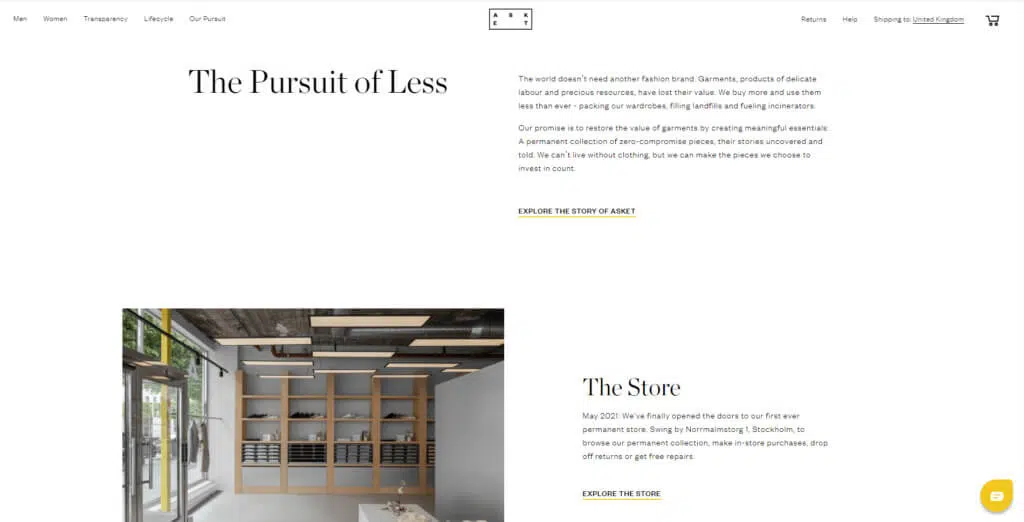 Men Women Transparency Lifecycle Our Pursuit
A S K
E T
Returns Help Shipping to: United Kingdom
The Pursuit of Less
The world doesn't need another fashion brand. Garments, products of delicate
labour and precious resources, have lost their value. We buy more and use them
less than ever - packing our wardrobes, filling landfills and fueling incinerators.
Our promise is to restore the value of garments by creating meaningful essentials.
A permanent collection of zero-compromise pieces, their stories uncovered and
told. We can't live without clothing, but we can make the pieces we choose to
invest in count.
EXPLORE THE STORY OF ASKET
The Store
May 2021: We've finally opened the doors to our first ever
permanent store. Swing by Norrmalmstorg 1, Stockholm, to
browse our permanent collection, make in-store purchases, drop
off returns or get free repairs.
EXPLORE THE STORE